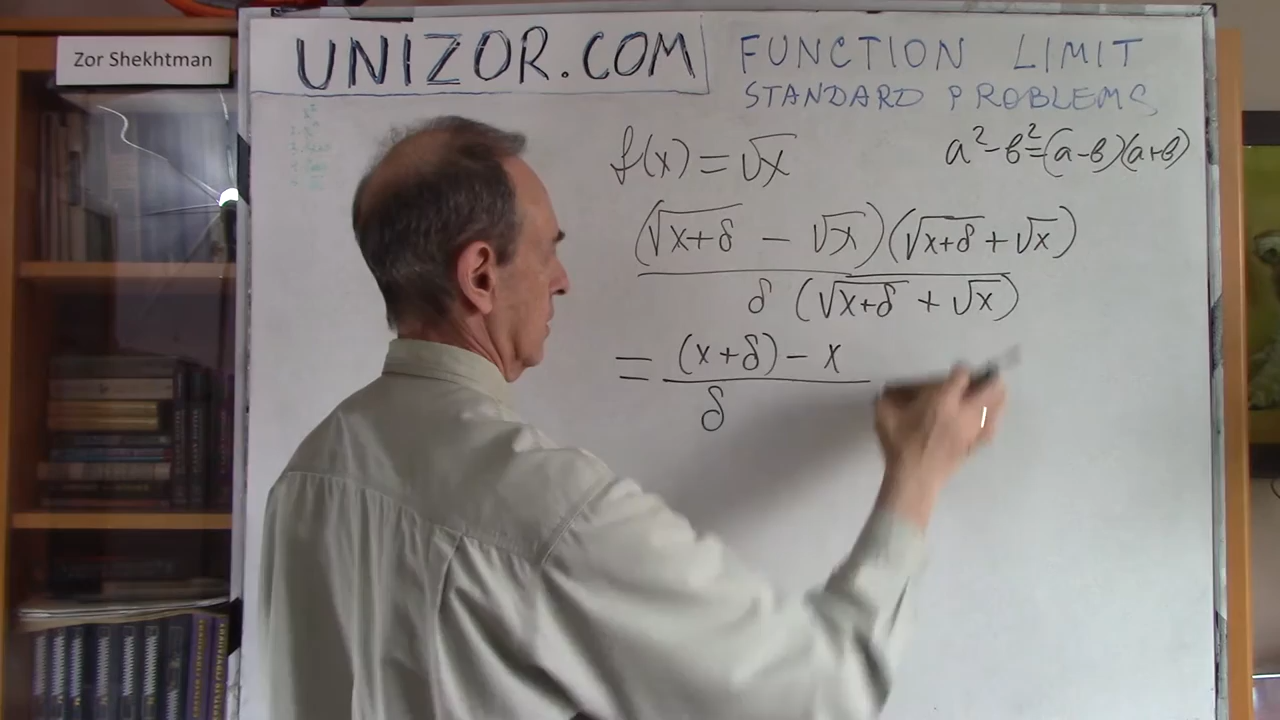 Zor Shekhtman
UNIZOR.COM
FUNCTION LIMIT
STANDARD PROBLEMS
f(x) = √x
a²-b²=(a-b)(a+b)
(√x+δ - √x)(√x+δ + √x)
δ (√x+δ + √x)
= (x+δ) - x
δ